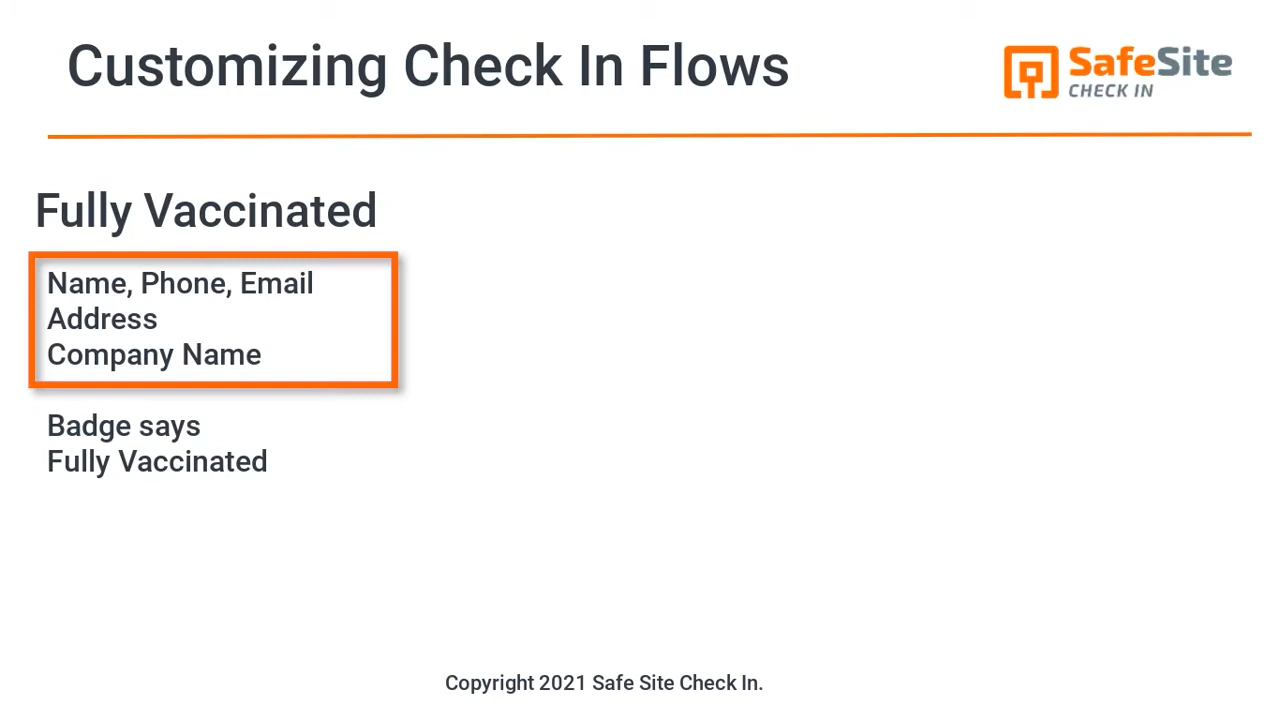 Customizing Check In Flows
SafeSite
CHECK IN
Fully Vaccinated
Name, Phone, Email
Address
Company Name
Badge says
Fully Vaccinated
Copyright 2021 Safe Site Check In.